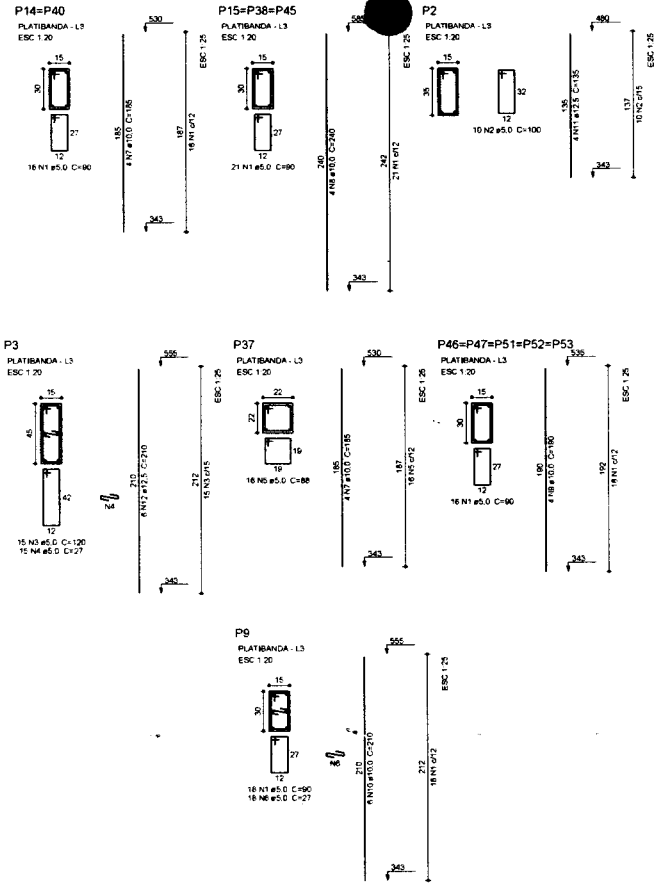 P14=P40
PLATIBANDA - L3
ESC 1:20
15
30
27
12
16 N1 ø5.0 C=90
530
185
4 N7 ø10.0 C=185
187
16 N1 c/12
343
ESC 1:25
P15=P38=P45
PLATIBANDA - L3
ESC 1:20
15
30
27
12
21 N1 ø5.0 C=90
585
240
4 N8 ø10.0 C=240
242
21 N1 c/12
343
ESC 1:25
P2
PLATIBANDA - L3
ESC 1:20
15
35
32
12
10 N2 ø5.0 C=100
480
135
4 N11 ø12.5 C=135
137
10 N2 c/15
343
ESC 1:25
P3
PLATIBANDA - L3
ESC 1:20
15
45
42
12
N4
15 N3 ø5.0 C=120
15 N4 ø5.0 C=27
555
210
6 N12 ø12.5 C=210
212
15 N3 c/15
343
ESC 1:25
P37
PLATIBANDA - L3
ESC 1:20
22
22
19
19
16 N5 ø5.0 C=88
530
185
4 N7 ø10.0 C=185
187
16 N5 c/12
343
ESC 1:25
P46=P47=P51=P52=P53
PLATIBANDA - L3
ESC 1:20
15
30
27
12
16 N1 ø5.0 C=90
535
190
4 N9 ø10.0 C=190
192
16 N1 c/12
343
ESC 1:25
P9
PLATIBANDA - L3
ESC 1:20
15
30
27
12
N6
18 N1 ø5.0 C=90
18 N6 ø5.0 C=27
555
210
6 N10 ø10.0 C=210
212
18 N1 c/12
343
ESC 1:25